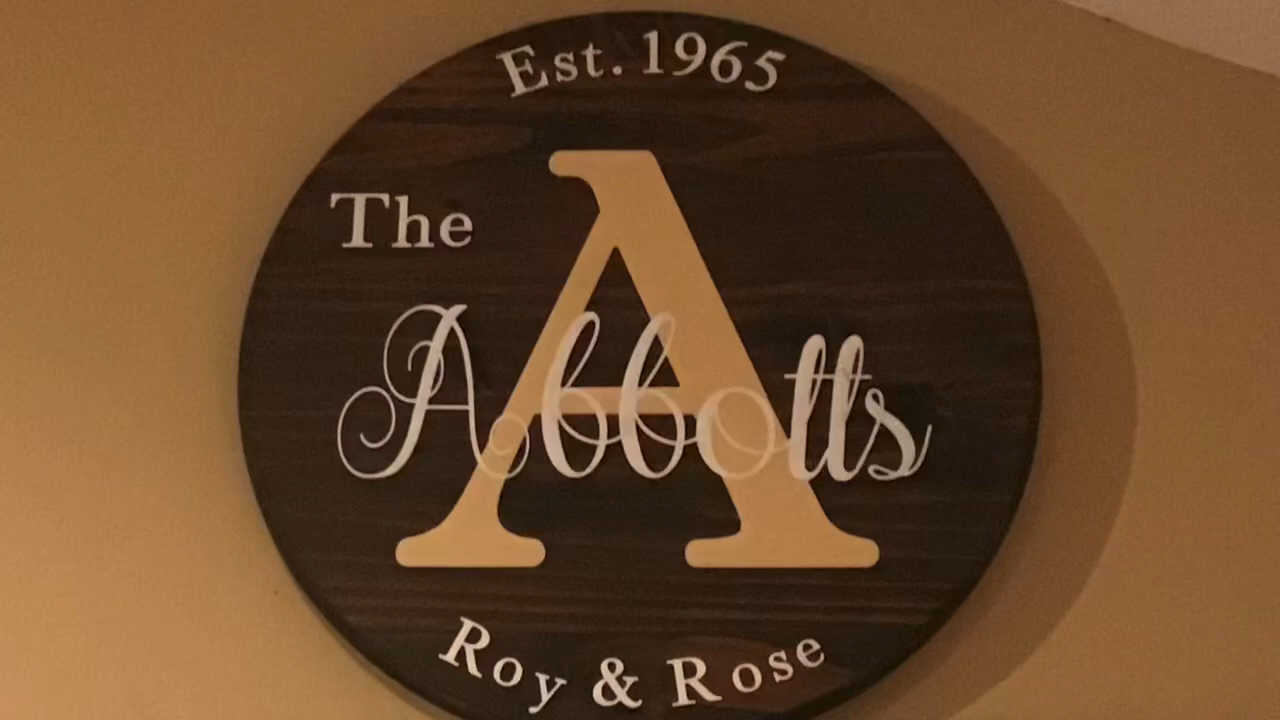 Est. 1965
The
A
Abbotts
Roy & Rose